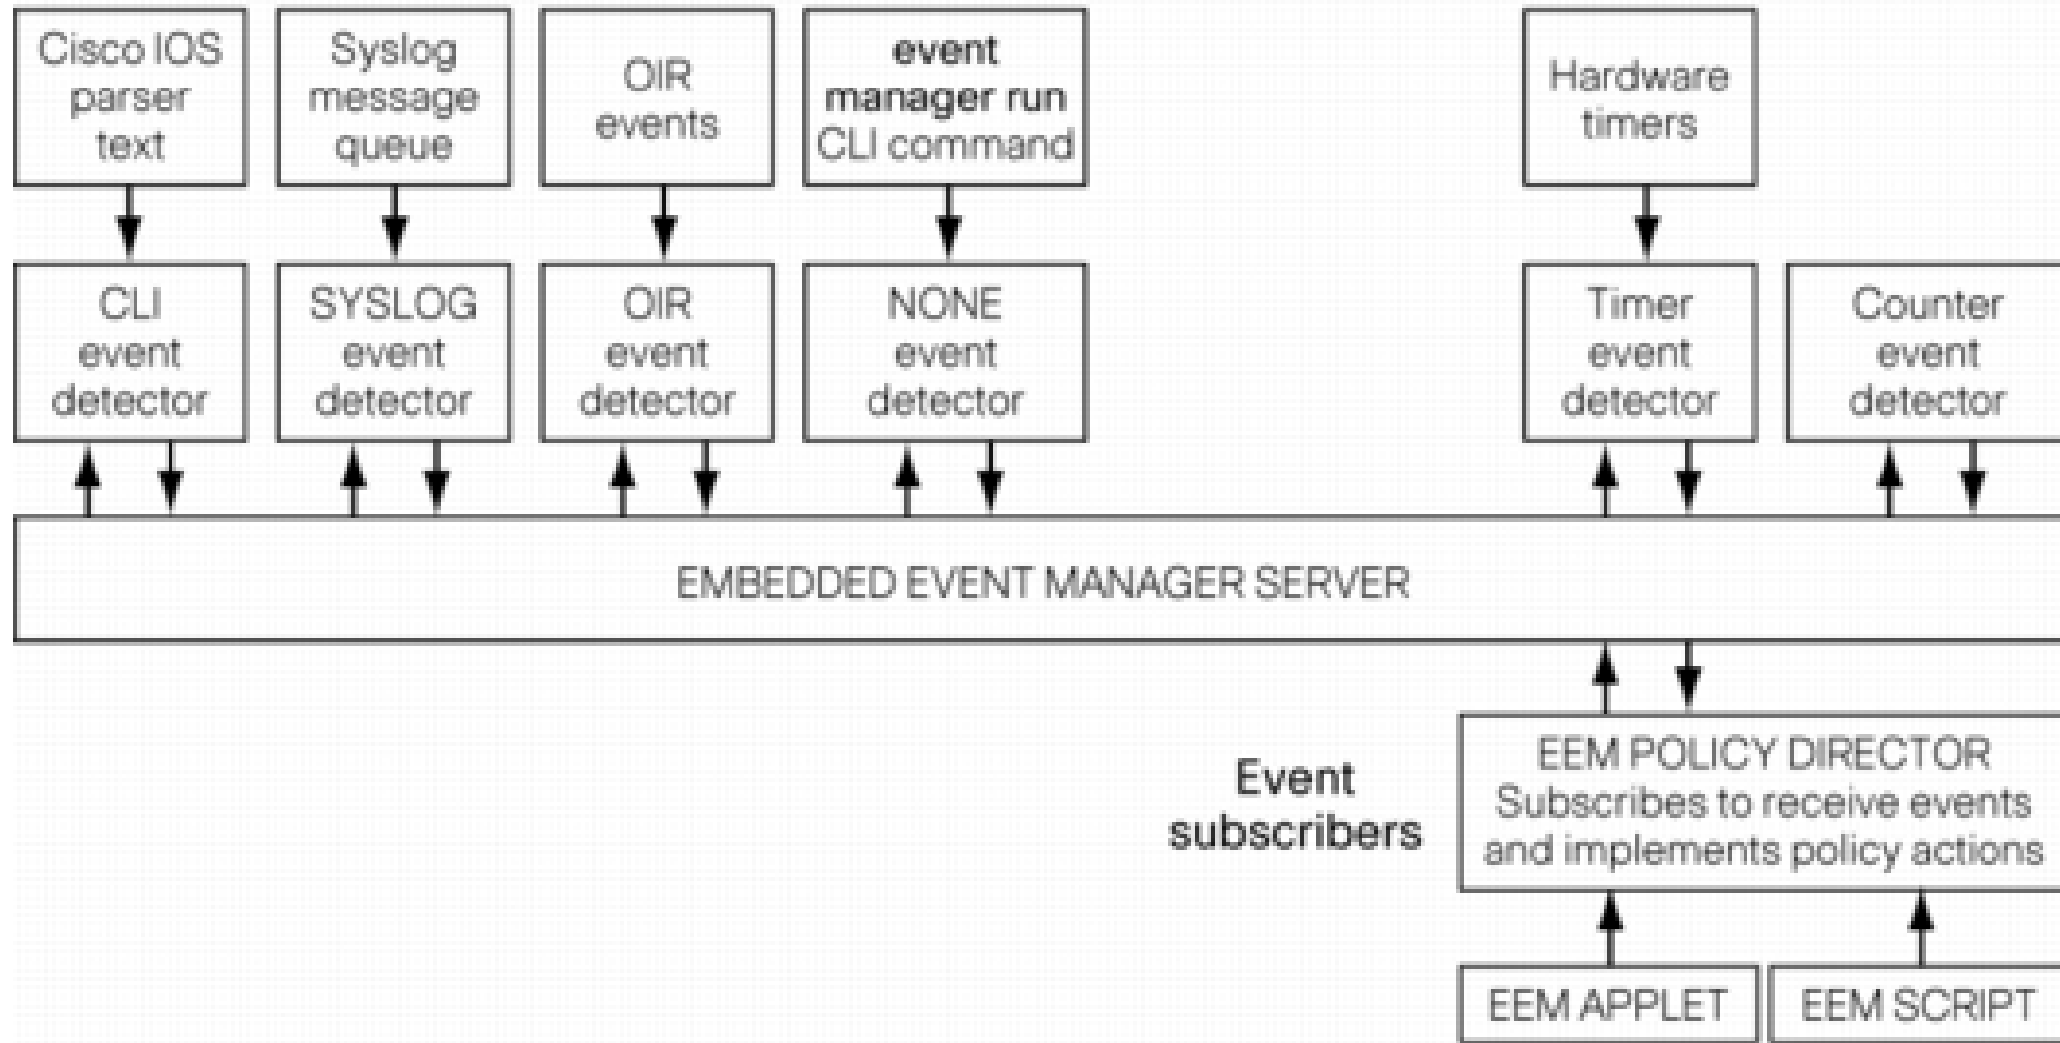 Cisco IOS
parser
text
Syslog
message
queue
OIR
events
event
manager run
CLI command
Hardware
timers
CLI
event
detector
SYSLOG
event
detector
OIR
event
detector
NONE
event
detector
Timer
event
detector
Counter
event
detector
EMBEDDED EVENT MANAGER SERVER
Event
subscribers
EEM POLICY DIRECTOR
Subscribes to receive events
and implements policy actions
EEM APPLET
EEM SCRIPT